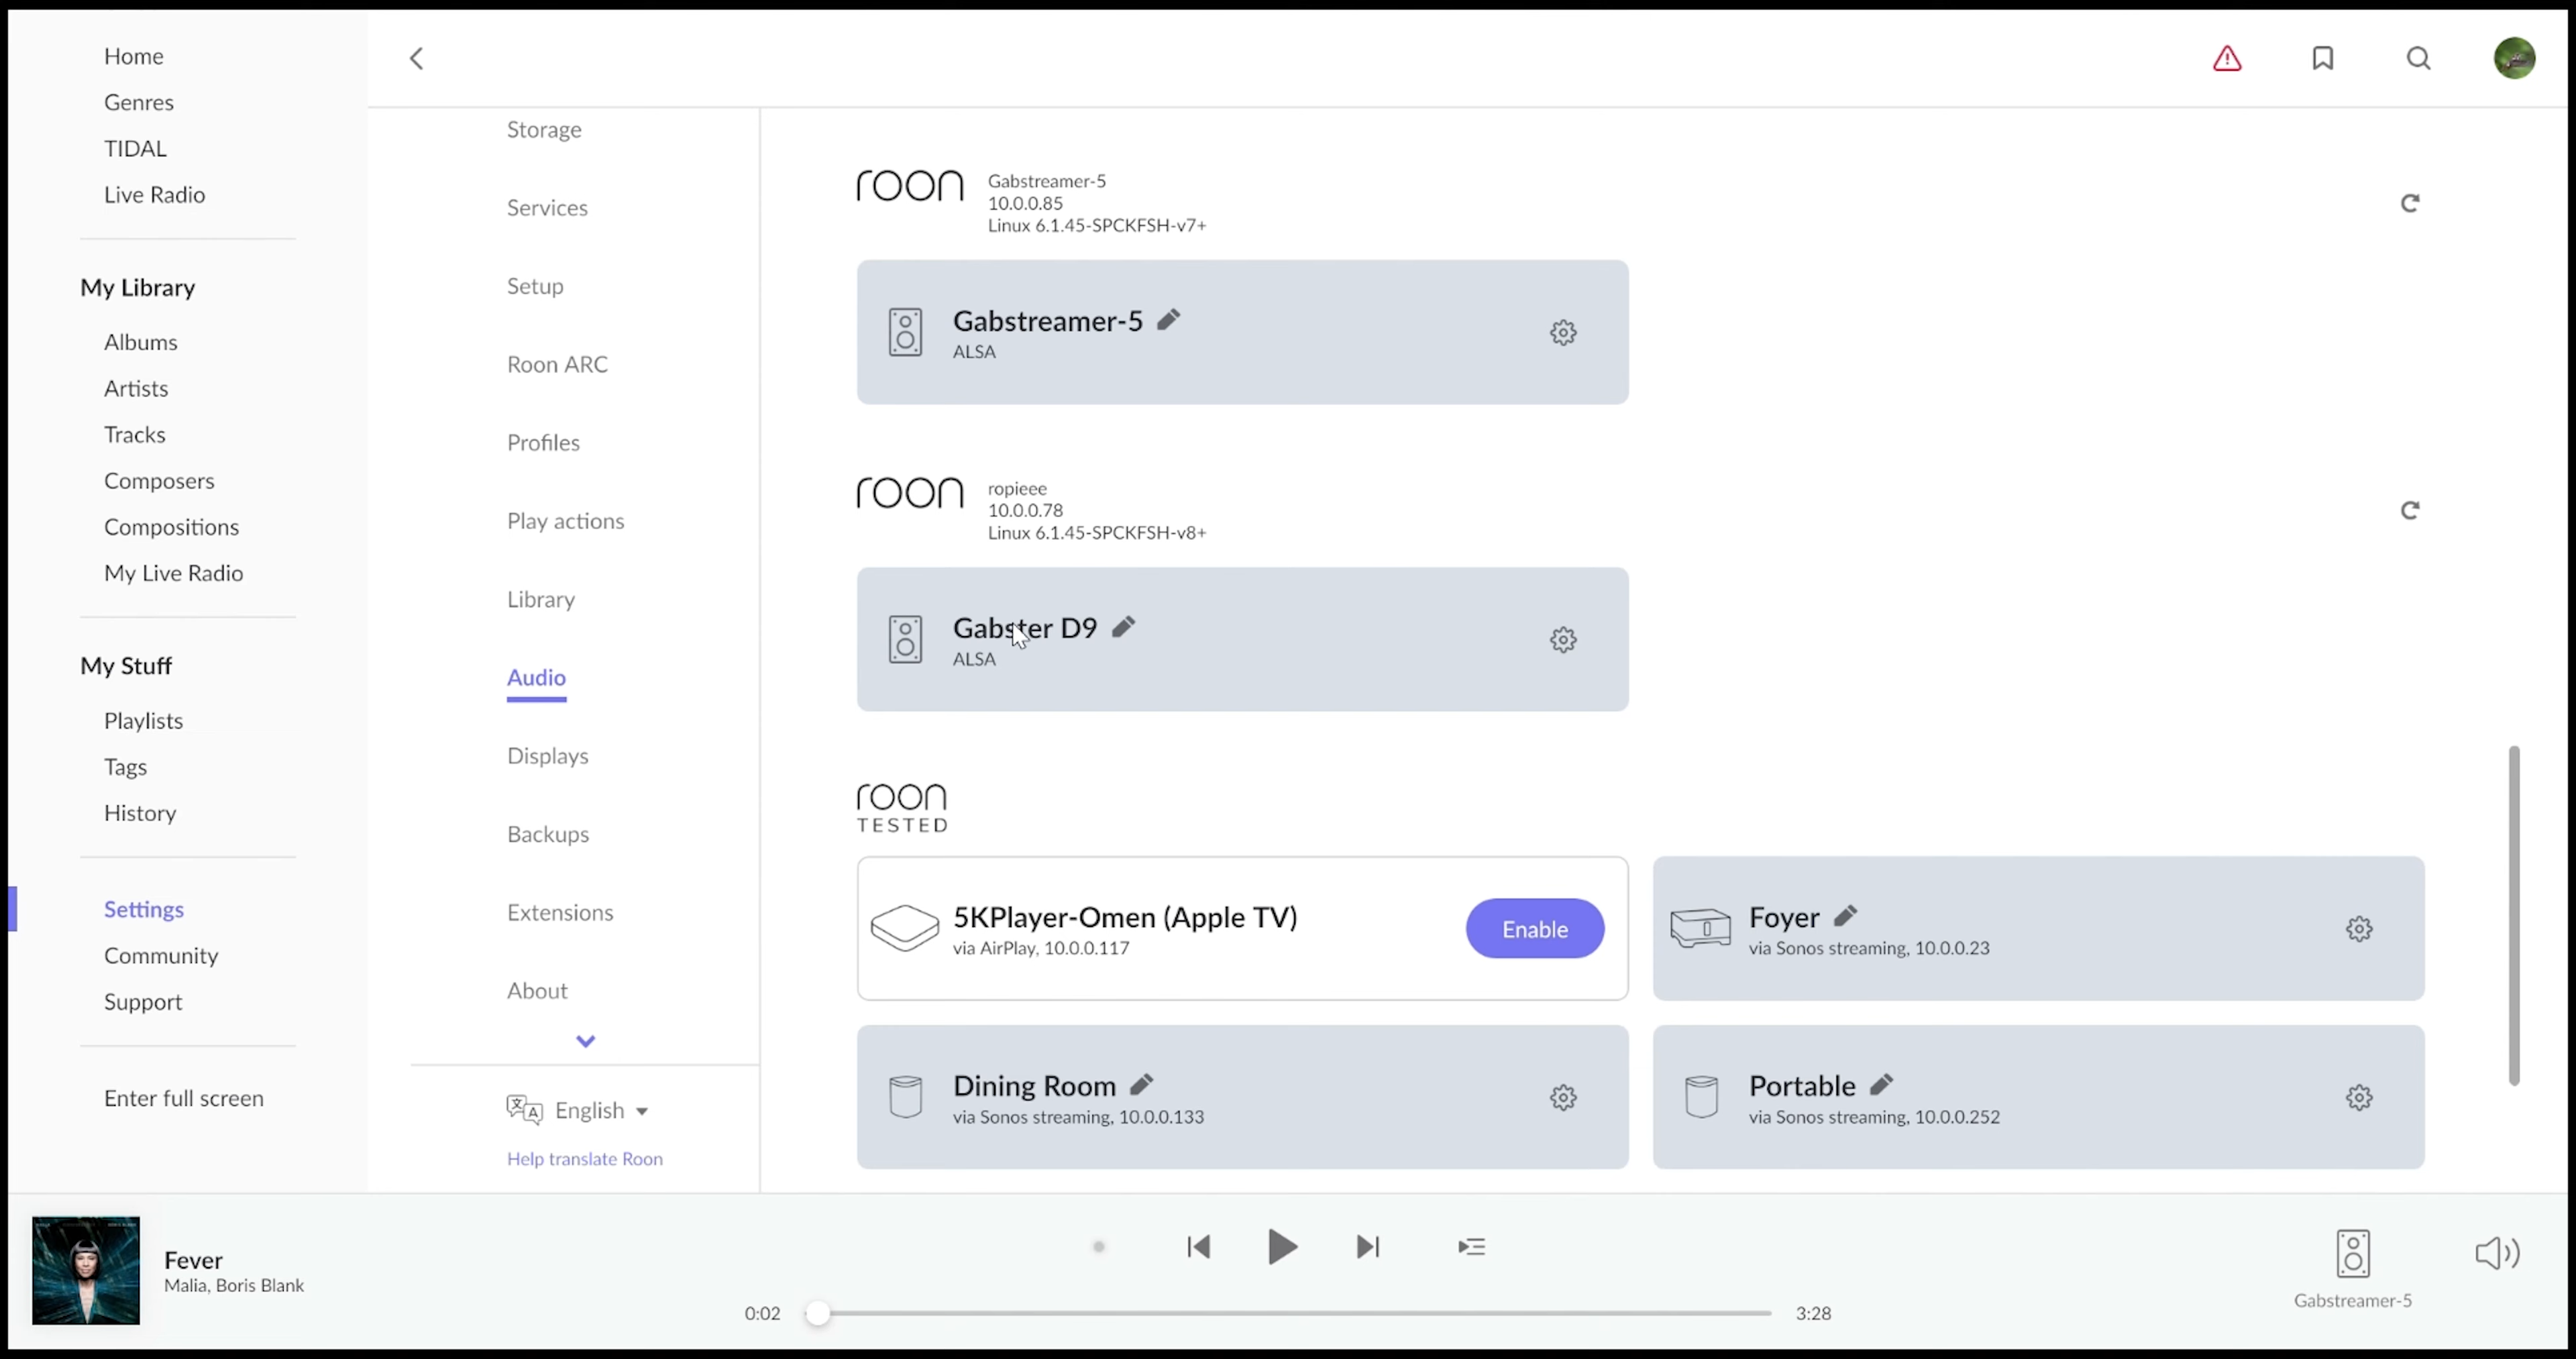 Home
Genres
TIDAL
Live Radio
My Library
Albums
Artists
Tracks
Composers
Compositions
My Live Radio
My Stuff
Playlists
Tags
History
Settings
Community
Support
Enter full screen
Storage
Services
Setup
Roon ARC
Profiles
Play actions
Library
Audio
Displays
Backups
Extensions
About
English
Help translate Roon
roon
Gabstreamer-5
10.0.0.85
Linux 6.1.45-SPCKFSH-v7+
Gabstreamer-5
ALSA
roon
ropieee
10.0.0.78
Linux 6.1.45-SPCKFSH-v8+
Gabster D9
ALSA
roon
TESTED
5KPlayer-Omen (Apple TV)
via AirPlay, 10.0.0.117
Enable
Foyer
via Sonos streaming, 10.0.0.23
Dining Room
via Sonos streaming, 10.0.0.133
Portable
via Sonos streaming, 10.0.0.252
Fever
Malia, Boris Blank
0:02
3:28
Gabstreamer-5